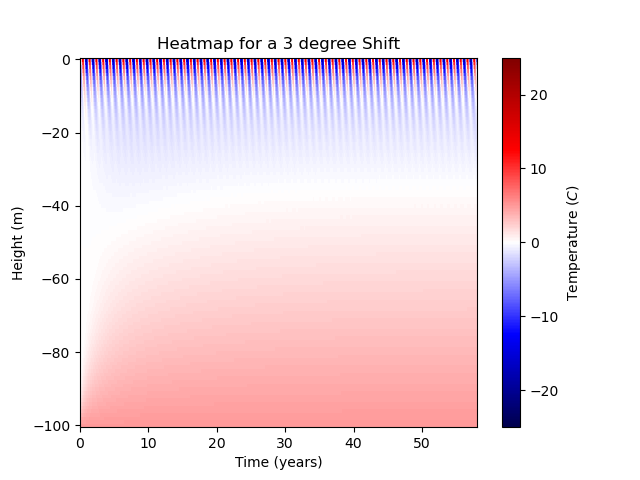 Heatmap for a 3 degree Shift
0
−20
−40
−60
−80
−100
Height (m)
0 10 20 30 40 50
Time (years)
20
10
0
−10
−20
Temperature (C)